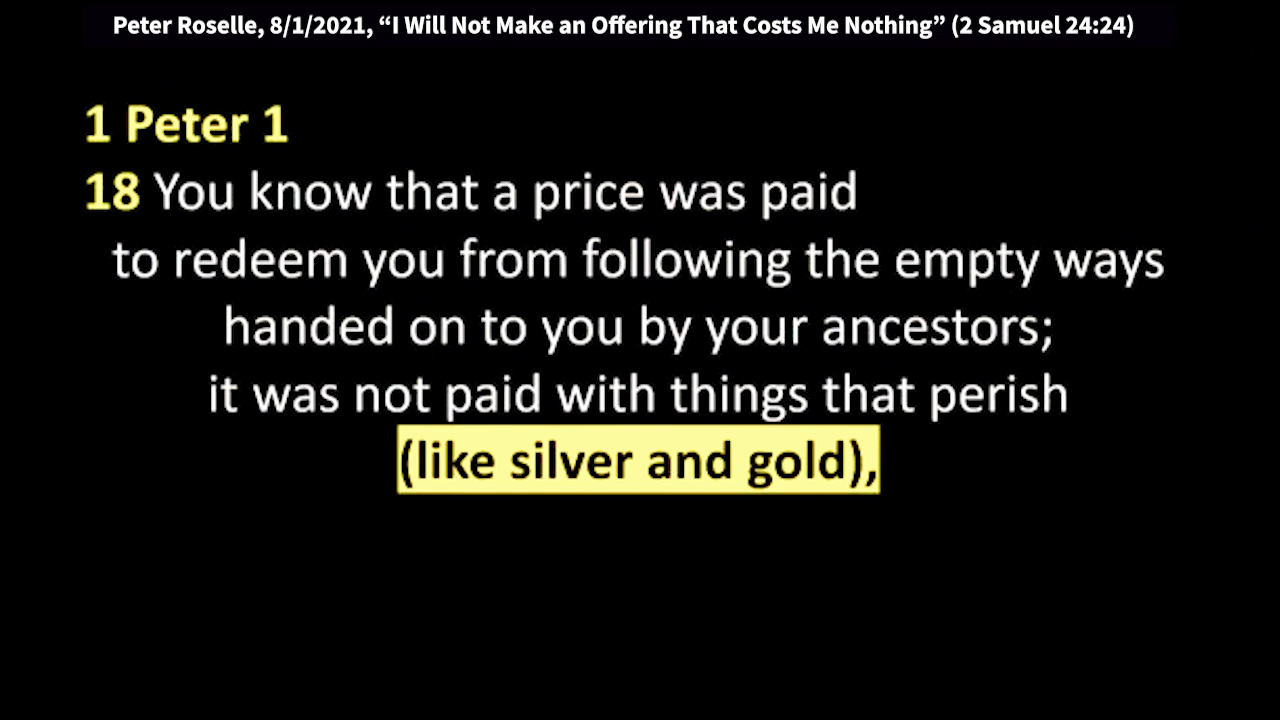 Peter Roselle, 8/1/2021, “I Will Not Make an Offering That Costs Me Nothing” (2 Samuel 24:24)
1 Peter 1
18 You know that a price was paid
to redeem you from following the empty ways
handed on to you by your ancestors;
it was not paid with things that perish
(like silver and gold),